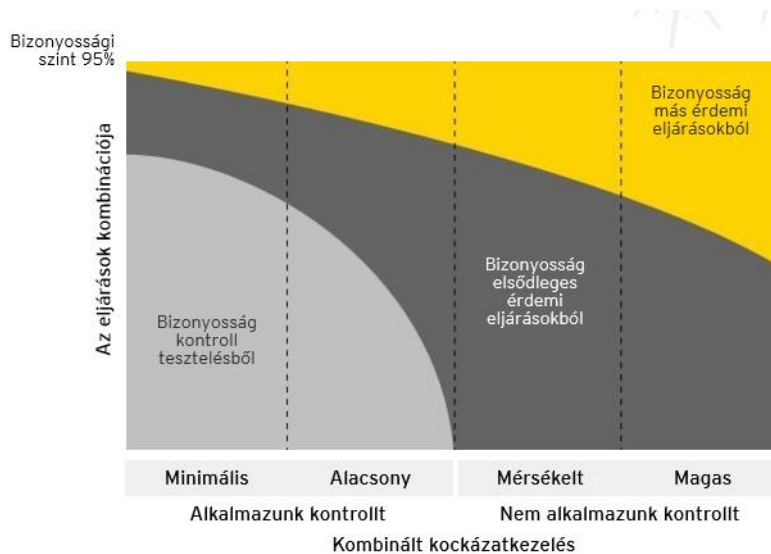 Bizonyossági
szint 95%
Az eljárások kombinációja
Bizonyosság
más érdemi
eljárásokból
Bizonyosság
elsődleges
érdemi
eljárásokból
Bizonyosság
kontroll
tesztelésből
Minimális
Alacsony
Mérsékelt
Magas
Alkalmazunk kontrollt
Nem alkalmazunk kontrollt
Kombinált kockázatkezelés